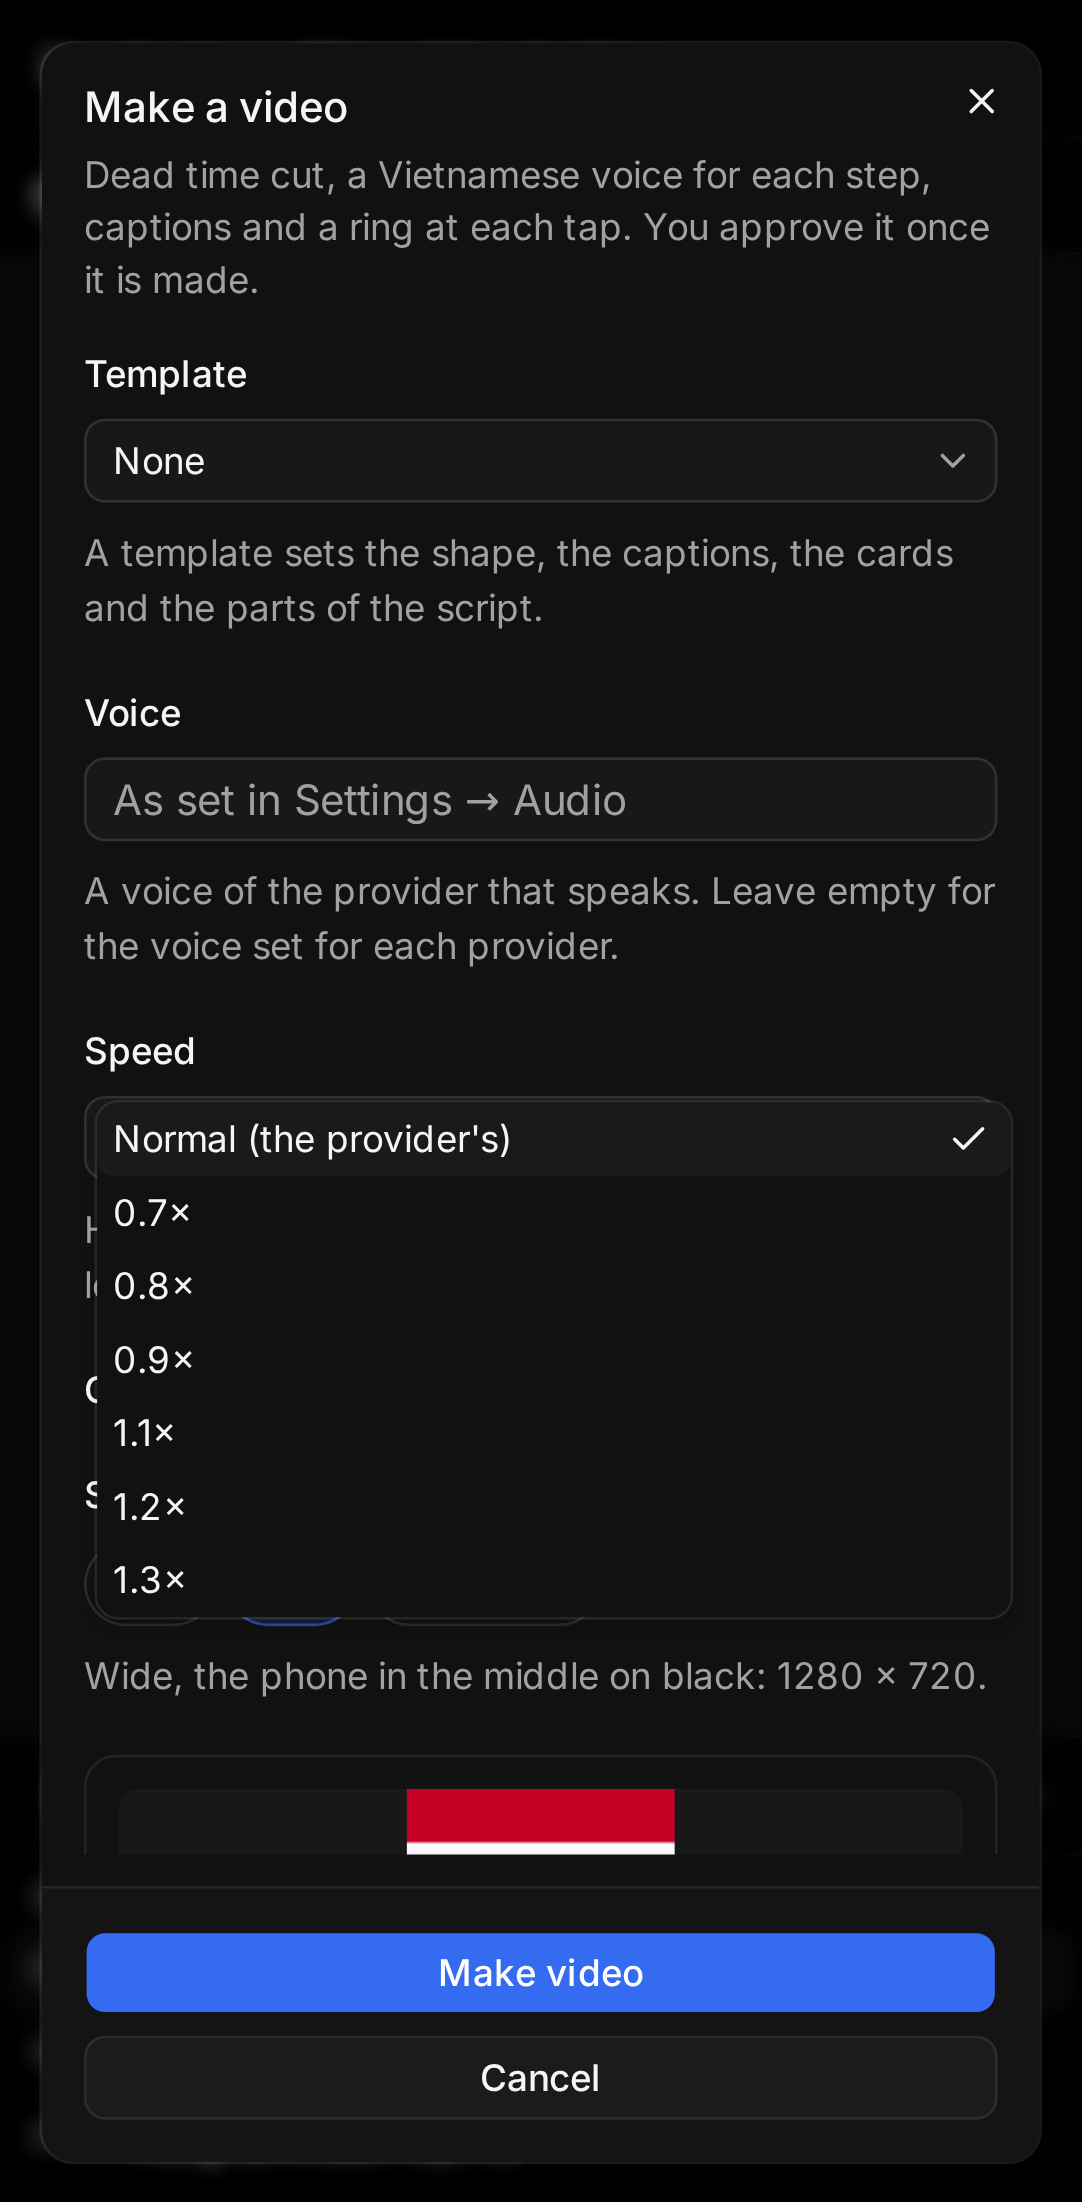 Make a video
Dead time cut, a Vietnamese voice for each step,
captions and a ring at each tap. You approve it once
it is made.
Template
None
A template sets the shape, the captions, the cards
and the parts of the script.
Voice
As set in Settings → Audio
A voice of the provider that speaks. Leave empty for
the voice set for each provider.
Speed
Normal (the provider's)
0.7×
0.8×
0.9×
1.1×
1.2×
1.3×
Wide, the phone in the middle on black: 1280 × 720.
Make video
Cancel